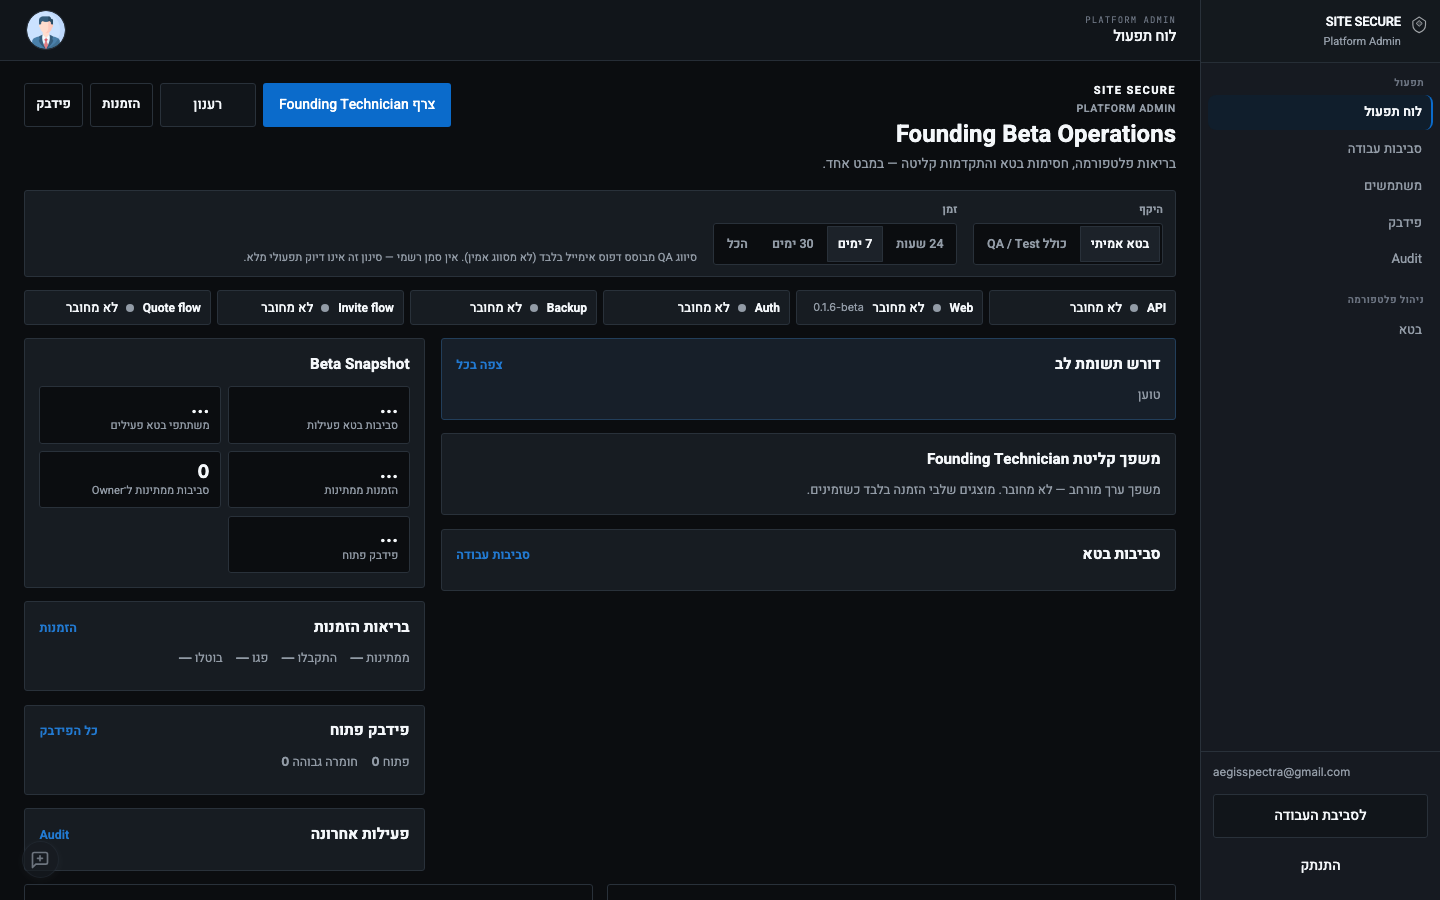 SITE SECURE
Platform Admin
תפעול
לוח תפעול
סביבות עבודה
משתמשים
פידבק
Audit
ניהול פלטפורמה
בטא
aegisspectra@gmail.com
לסביבת העבודה
התנתק
PLATFORM ADMIN
לוח תפעול
SITE SECURE
PLATFORM ADMIN
Founding Beta Operations
בריאות פלטפורמה, חסימות בטא והתקדמות קליטה — במבט אחד.
צרף Founding Technician
רענון
הזמנות
פידבק
היקף
בטא אמיתי
כולל QA / Test
זמן
24 שעות
7 ימים
30 ימים
הכל
סיווג QA מבוסס דפוס אימייל בלבד (לא מסווג אמין). אין סמן רשמי — סינון זה אינו דיוק תפעולי מלא.
API לא מחובר
Web לא מחובר 0.1.6-beta
Auth לא מחובר
Backup לא מחובר
Invite flow לא מחובר
Quote flow לא מחובר
דורש תשומת לב
צפה בכל
טוען
משפך קליטת Founding Technician
משפך ערך מורחב — לא מחובר. מוצגים שלבי הזמנה בלבד כשזמינים.
סביבות בטא
סביבות עבודה
Beta Snapshot
...
סביבות בטא פעילות
...
משתתפי בטא פעילים
...
הזמנות ממתינות
0
סביבות ממתינות ל־Owner
...
פידבק פתוח
בריאות הזמנות
הזמנות
ממתינות — התקבלו — פגו — בוטלו —
פידבק פתוח
כל הפידבק
פתוח 0 חומרה גבוהה 0
פעילות אחרונה
Audit